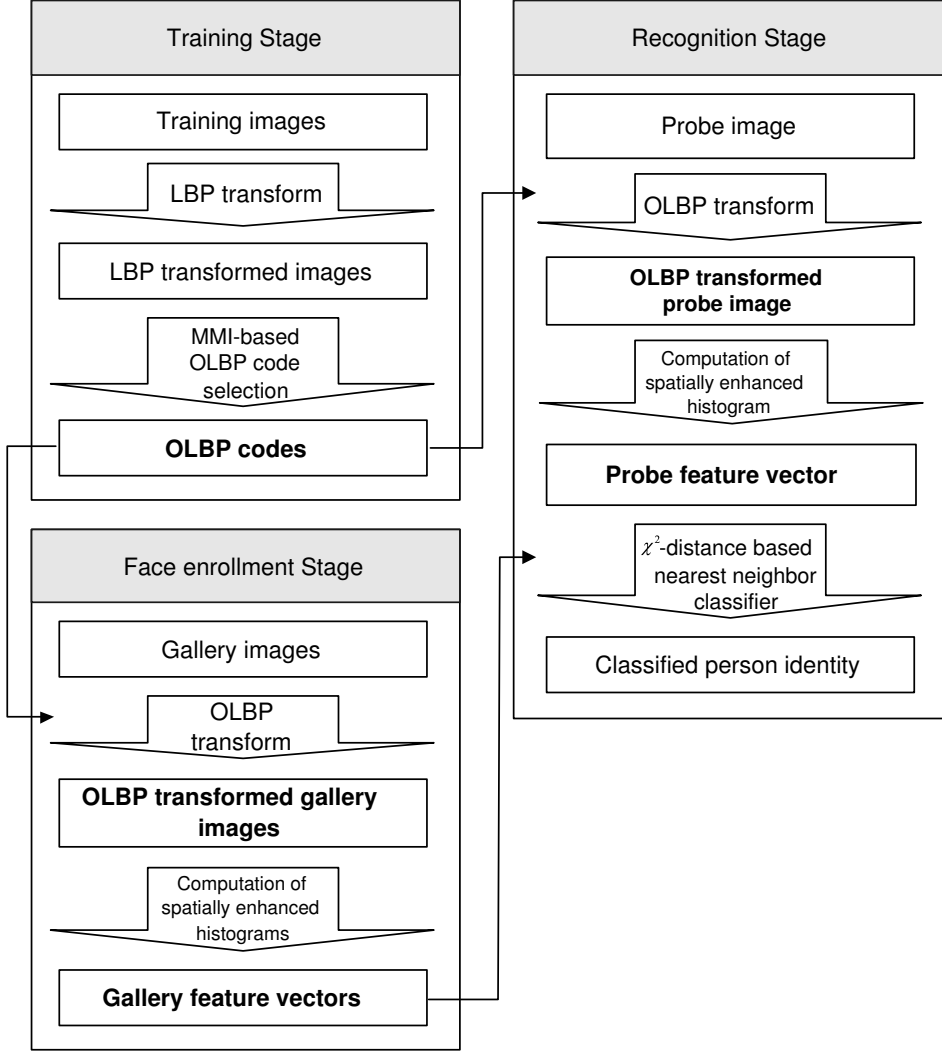 Training Stage
Training images
LBP transform
LBP transformed images
MMI-based
OLBP code
selection
OLBP codes
Face enrollment Stage
Gallery images
OLBP
transform
OLBP transformed gallery
images
Computation of
spatially enhanced
histograms
Gallery feature vectors
Recognition Stage
Probe image
OLBP transform
OLBP transformed
probe image
Computation of
spatially enhanced
histogram
Probe feature vector
χ²-distance based
nearest neighbor
classifier
Classified person identity